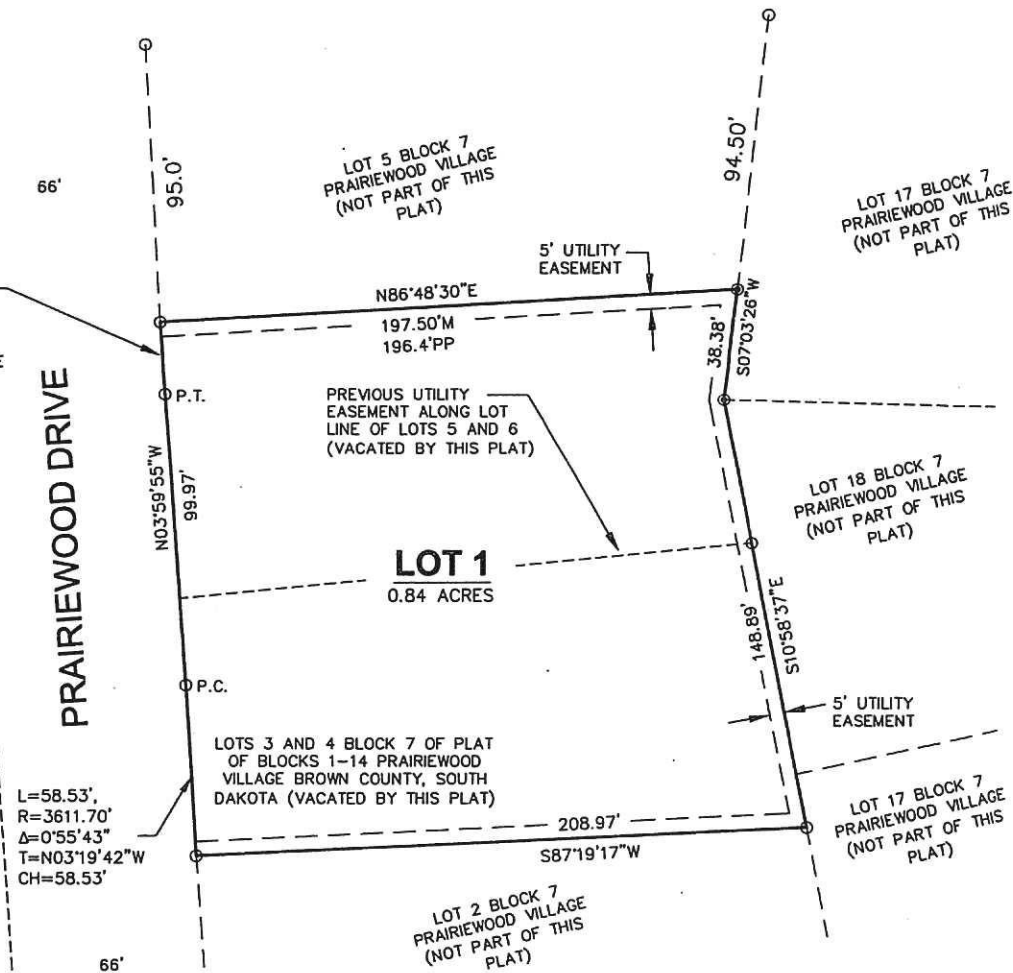 66'
95.0'
LOT 5 BLOCK 7
PRAIRIEWOOD VILLAGE
(NOT PART OF THIS
PLAT)
94.50'
LOT 17 BLOCK 7
PRAIRIEWOOD VILLAGE
(NOT PART OF THIS
PLAT)
5' UTILITY
EASEMENT
N86°48'30"E
197.50'M
196.4'PP
38.38'
S07°03'26"W
E
P.T.
PREVIOUS UTILITY
EASEMENT ALONG LOT
LINE OF LOTS 5 AND 6
(VACATED BY THIS PLAT)
PRAIRIEWOOD DRIVE
N03°59'55"W
99.97'
LOT 18 BLOCK 7
PRAIRIEWOOD VILLAGE
(NOT PART OF THIS
PLAT)
LOT 1
0.84 ACRES
148.89'
S10°58'37"E
P.C.
5' UTILITY
EASEMENT
LOTS 3 AND 4 BLOCK 7 OF PLAT
OF BLOCKS 1-14 PRAIRIEWOOD
VILLAGE BROWN COUNTY, SOUTH
DAKOTA (VACATED BY THIS PLAT)
L=58.53',
R=3611.70'
Δ=0°55'43"
T=N03°19'42"W
CH=58.53'
208.97'
S87°19'17"W
LOT 17 BLOCK 7
PRAIRIEWOOD VILLAGE
(NOT PART OF THIS
PLAT)
LOT 2 BLOCK 7
PRAIRIEWOOD VILLAGE
(NOT PART OF THIS
PLAT)
66'